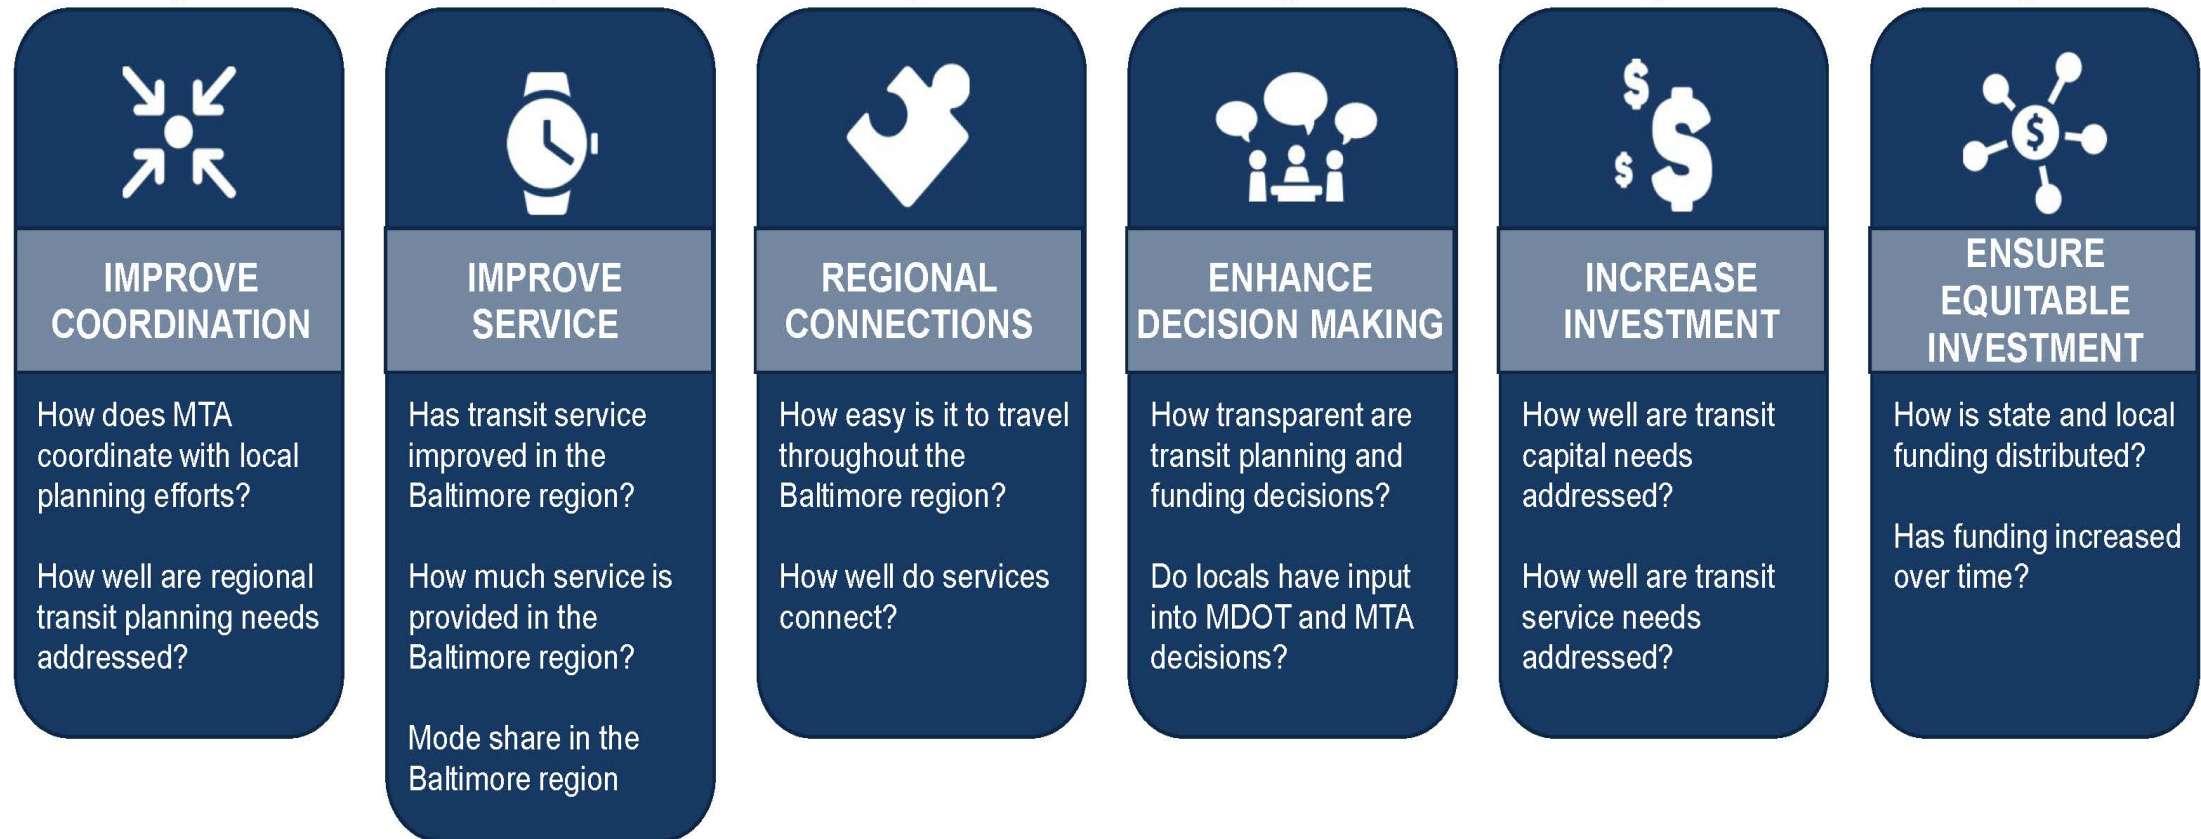 IMPROVE
COORDINATION
How does MTA
coordinate with local
planning efforts?
How well are regional
transit planning needs
addressed?
IMPROVE
SERVICE
Has transit service
improved in the
Baltimore region?
How much service is
provided in the
Baltimore region?
Mode share in the
Baltimore region
REGIONAL
CONNECTIONS
How easy is it to travel
throughout the
Baltimore region?
How well do services
connect?
ENHANCE
DECISION MAKING
How transparent are
transit planning and
funding decisions?
Do locals have input
into MDOT and MTA
decisions?
$
$
$
INCREASE
INVESTMENT
How well are transit
capital needs
addressed?
How well are transit
service needs
addressed?
$
ENSURE
EQUITABLE
INVESTMENT
How is state and local
funding distributed?
Has funding increased
over time?